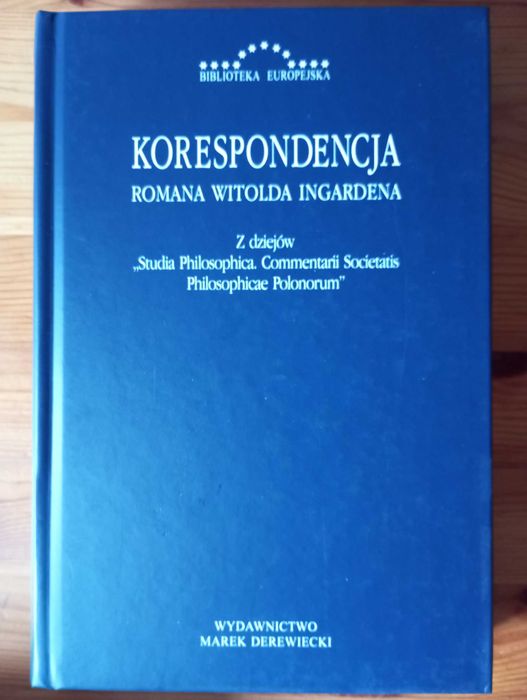 BIBLIOTEKA EUROPEJSKA
KORESPONDENCJA
ROMANA WITOLDA INGARDENA
Z dziejów
„Studia Philosophica. Commentarii Societatis
Philosophicae Polonorum”
WYDAWNICTWO
MAREK DEREWIECKI